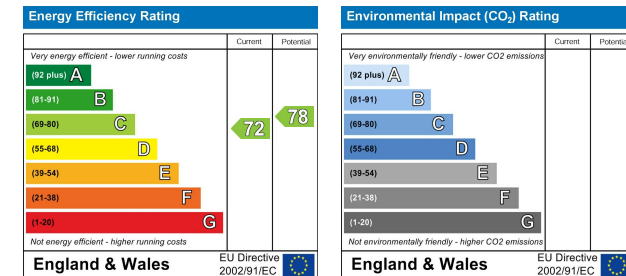 Energy Efficiency Rating
Current Potential
Very energy efficient - lower running costs
(92 plus) A
(81-91) B
(69-80) C
(55-68) D
(39-54) E
(21-38) F
(1-20) G
72
78
Not energy efficient - higher running costs
England & Wales
EU Directive
2002/91/EC
Environmental Impact (CO₂) Rating
Current Potential
Very environmentally friendly - lower CO2 emissions
(92 plus) A
(81-91) B
(69-80) C
(55-68) D
(39-54) E
(21-38) F
(1-20) G
Not environmentally friendly - higher CO2 emissions
England & Wales
EU Directive
2002/91/EC